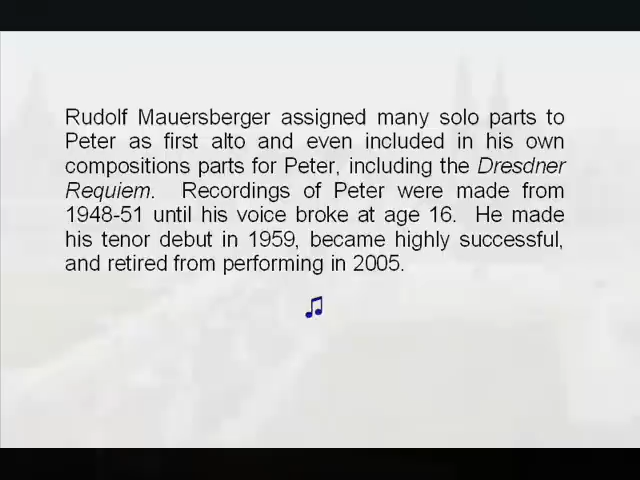 Rudolf Mauersberger assigned many solo parts to
Peter as first alto and even included in his own
compositions parts for Peter, including the Dresdner
Requiem. Recordings of Peter were made from
1948-51 until his voice broke at age 16. He made
his tenor debut in 1959, became highly successful,
and retired from performing in 2005.